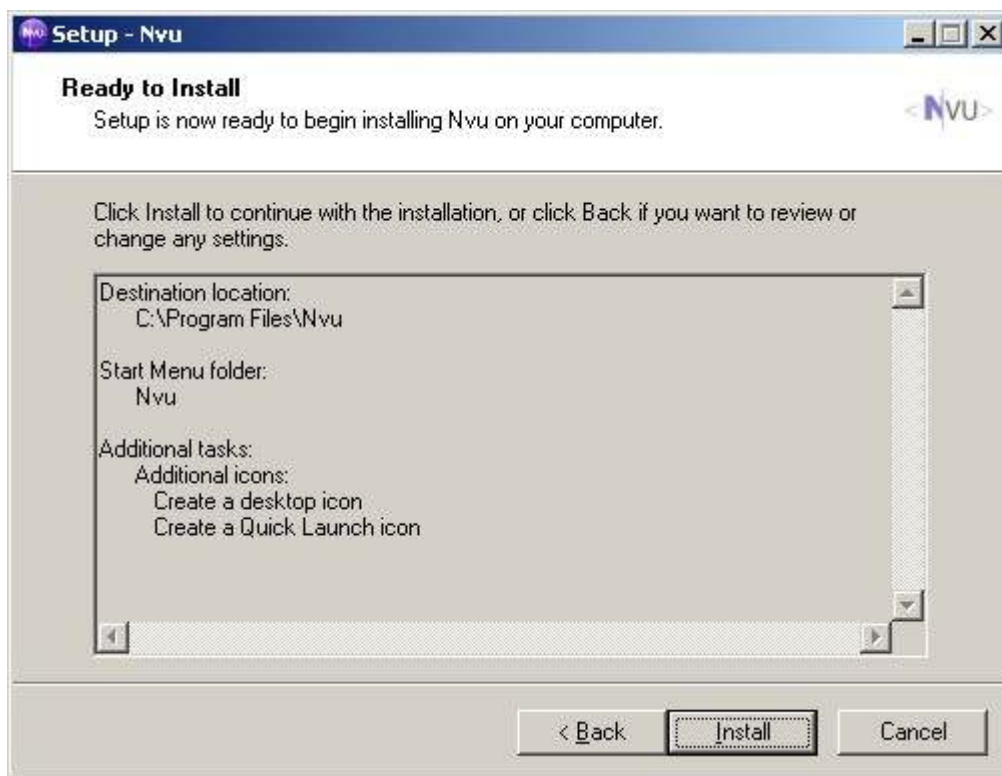 Setup - Nvu
Ready to Install
Setup is now ready to begin installing Nvu on your computer.
<NVU>
Click Install to continue with the installation, or click Back if you want to review or
change any settings.
Destination location:
C:\Program Files\Nvu
Start Menu folder:
Nvu
Additional tasks:
Additional icons:
Create a desktop icon
Create a Quick Launch icon
< Back
Install
Cancel